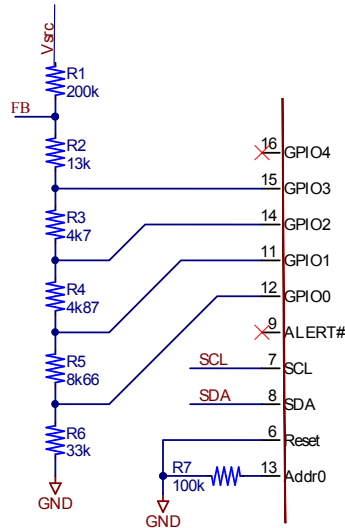 Vsrc
R1
200k
FB
R2
13k
16
GPIO4
15
GPIO3
R3
4k7
14
GPIO2
R4
4k87
11
GPIO1
12
GPIO0
R5
8k66
9
ALERT#
SCL
7
SCL
SDA
8
SDA
R6
33k
6
Reset
R7
100k
13
Addr0
GND
GND